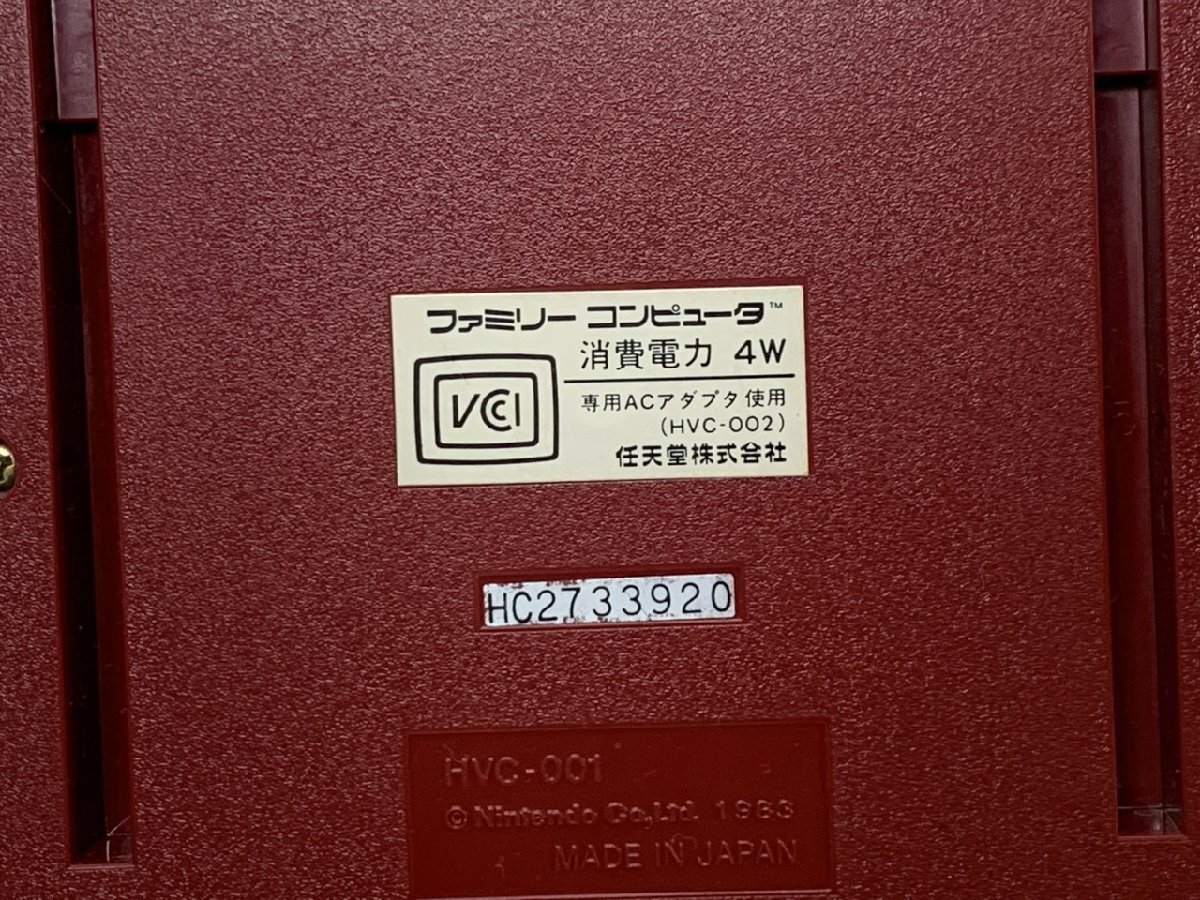 ファミリー コンピュータ™
消費電力 4W
VCCI
専用ACアダプタ使用
(HVC-002)
任天堂株式会社
HC2733920
HVC-001
© Nintendo Co., Ltd. 1983
MADE IN JAPAN